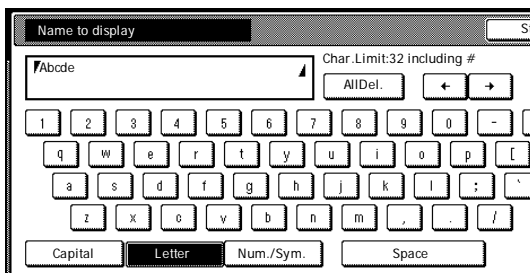 Name to display
Abcde
Char.Limit:32 including #
AllDel. ← →
1 2 3 4 5 6 7 8 9 0 -
q w e r t y u i o p [
a s d f g h j k l ; `
z x c v b n m , . /
Capital Letter Num./Sym. Space